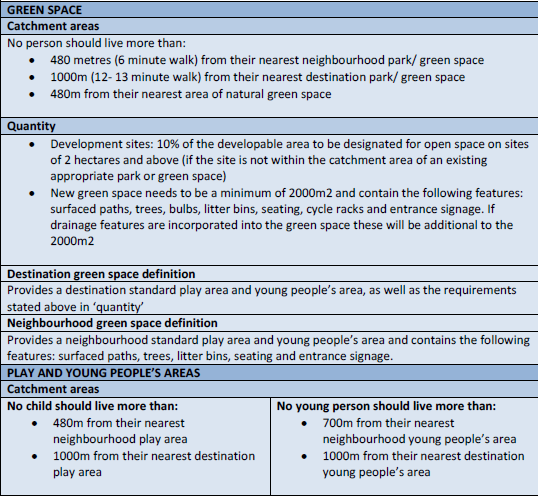 GREEN SPACE
Catchment areas
No person should live more than:
• 480 metres (6 minute walk) from their nearest neighbourhood park/ green space
• 1000m (12- 13 minute walk) from their nearest destination park/ green space
• 480m from their nearest area of natural green space
Quantity
• Development sites: 10% of the developable area to be designated for open space on sites
of 2 hectares and above (if the site is not within the catchment area of an existing
appropriate park or green space)
• New green space needs to be a minimum of 2000m2 and contain the following features:
surfaced paths, trees, bulbs, litter bins, seating, cycle racks and entrance signage. If
drainage features are incorporated into the green space these will be additional to the
2000m2
Destination green space definition
Provides a destination standard play area and young people’s area, as well as the requirements
stated above in ‘quantity’
Neighbourhood green space definition
Provides a neighbourhood standard play area and young people’s area and contains the following
features: surfaced paths, trees, litter bins, seating and entrance signage.
PLAY AND YOUNG PEOPLE’S AREAS
Catchment areas
No child should live more than:
• 480m from their nearest
neighbourhood play area
• 1000m from their nearest destination
play area
No young person should live more than:
• 700m from their nearest
neighbourhood young people’s area
• 1000m from their nearest destination
young people’s area